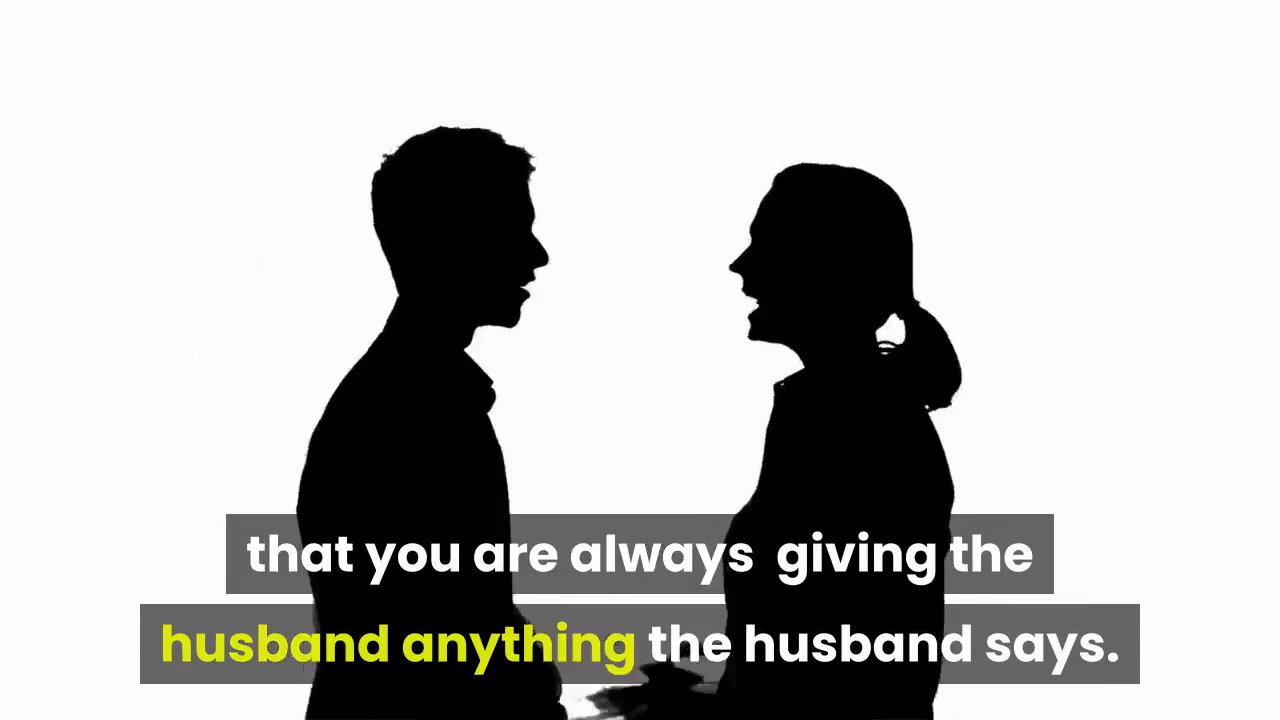 that you are always giving the
husband anything the husband says.